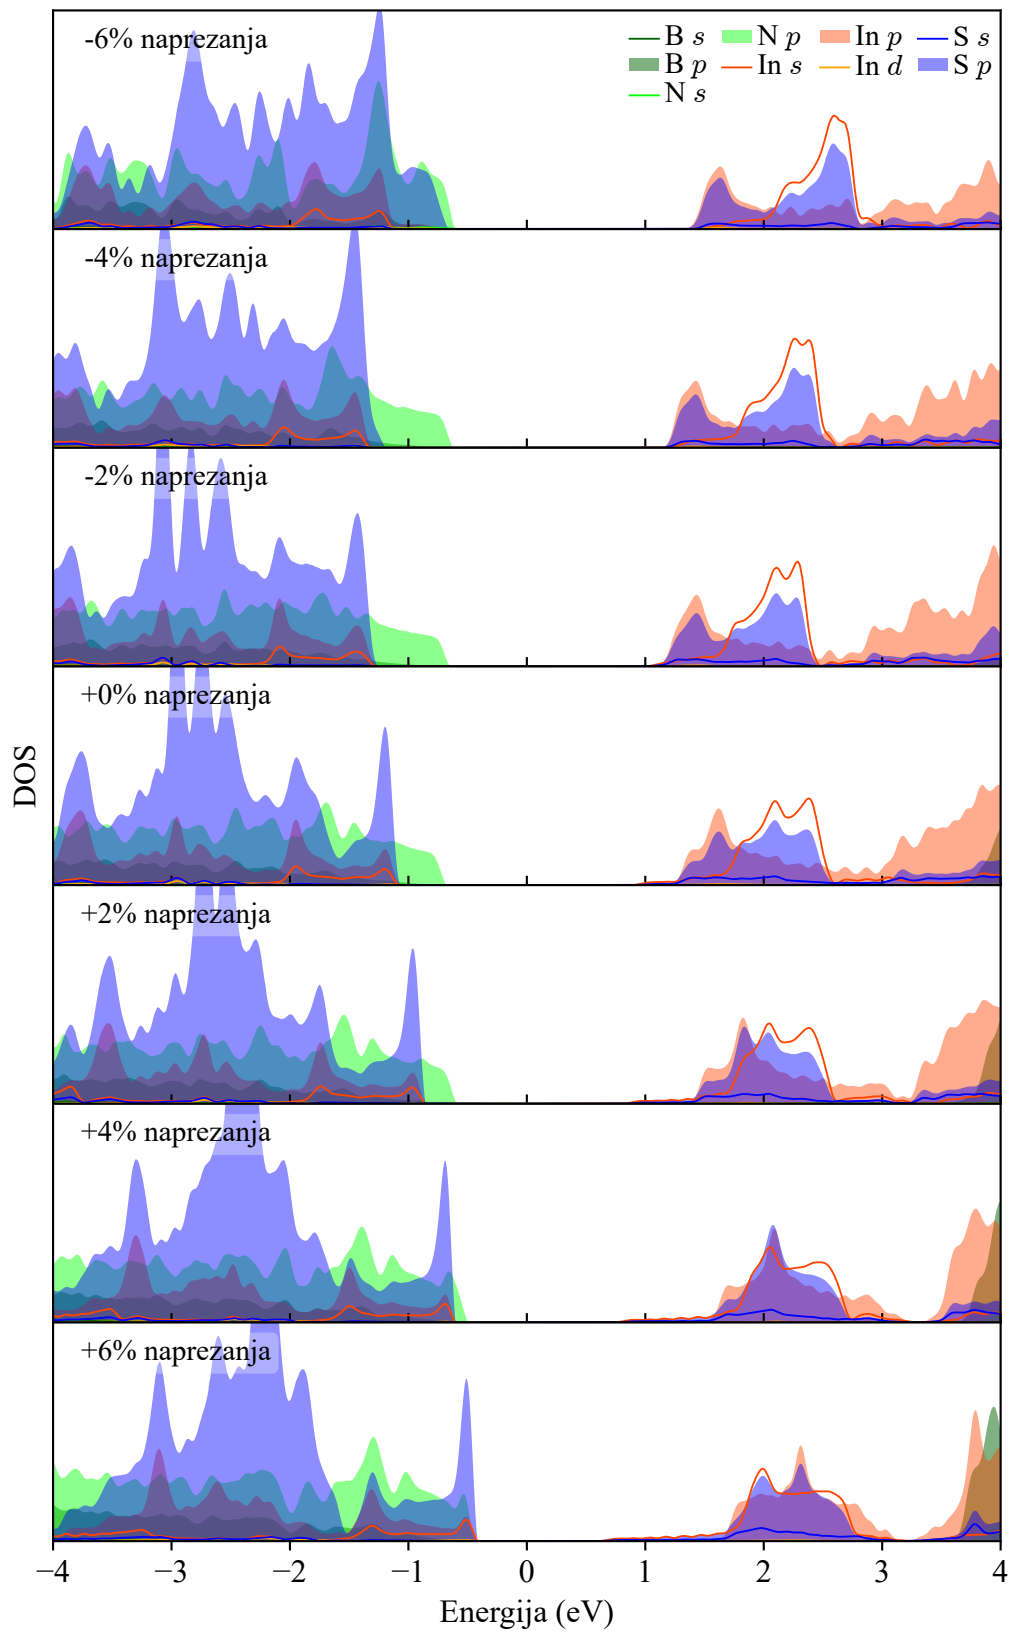 -6% naprezanja
B s
N p
In p
S s
B p
In s
In d
S p
N s
-4% naprezanja
-2% naprezanja
+0% naprezanja
DOS
+2% naprezanja
+4% naprezanja
+6% naprezanja
−4 −3 −2 −1 0 1 2 3 4
Energija (eV)